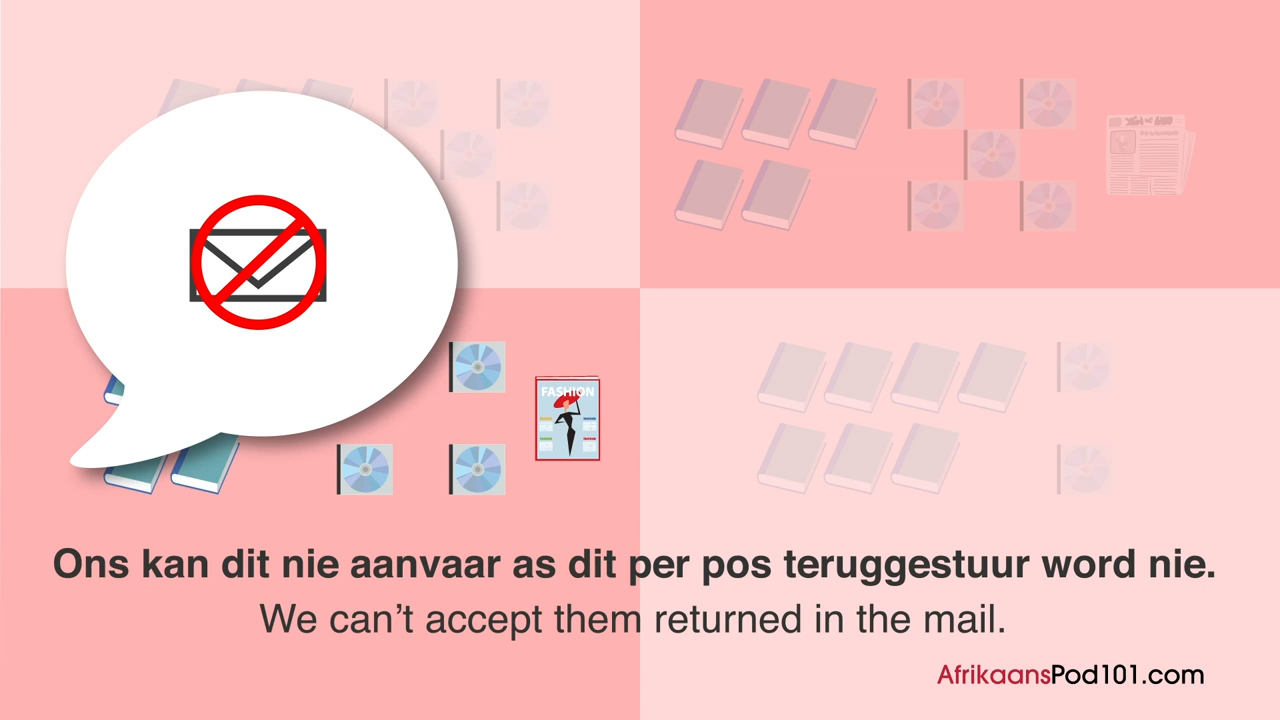 FASHION
Ons kan dit nie aanvaar as dit per pos teruggestuur word nie.
We can't accept them returned in the mail.
AfrikaansPod101.com